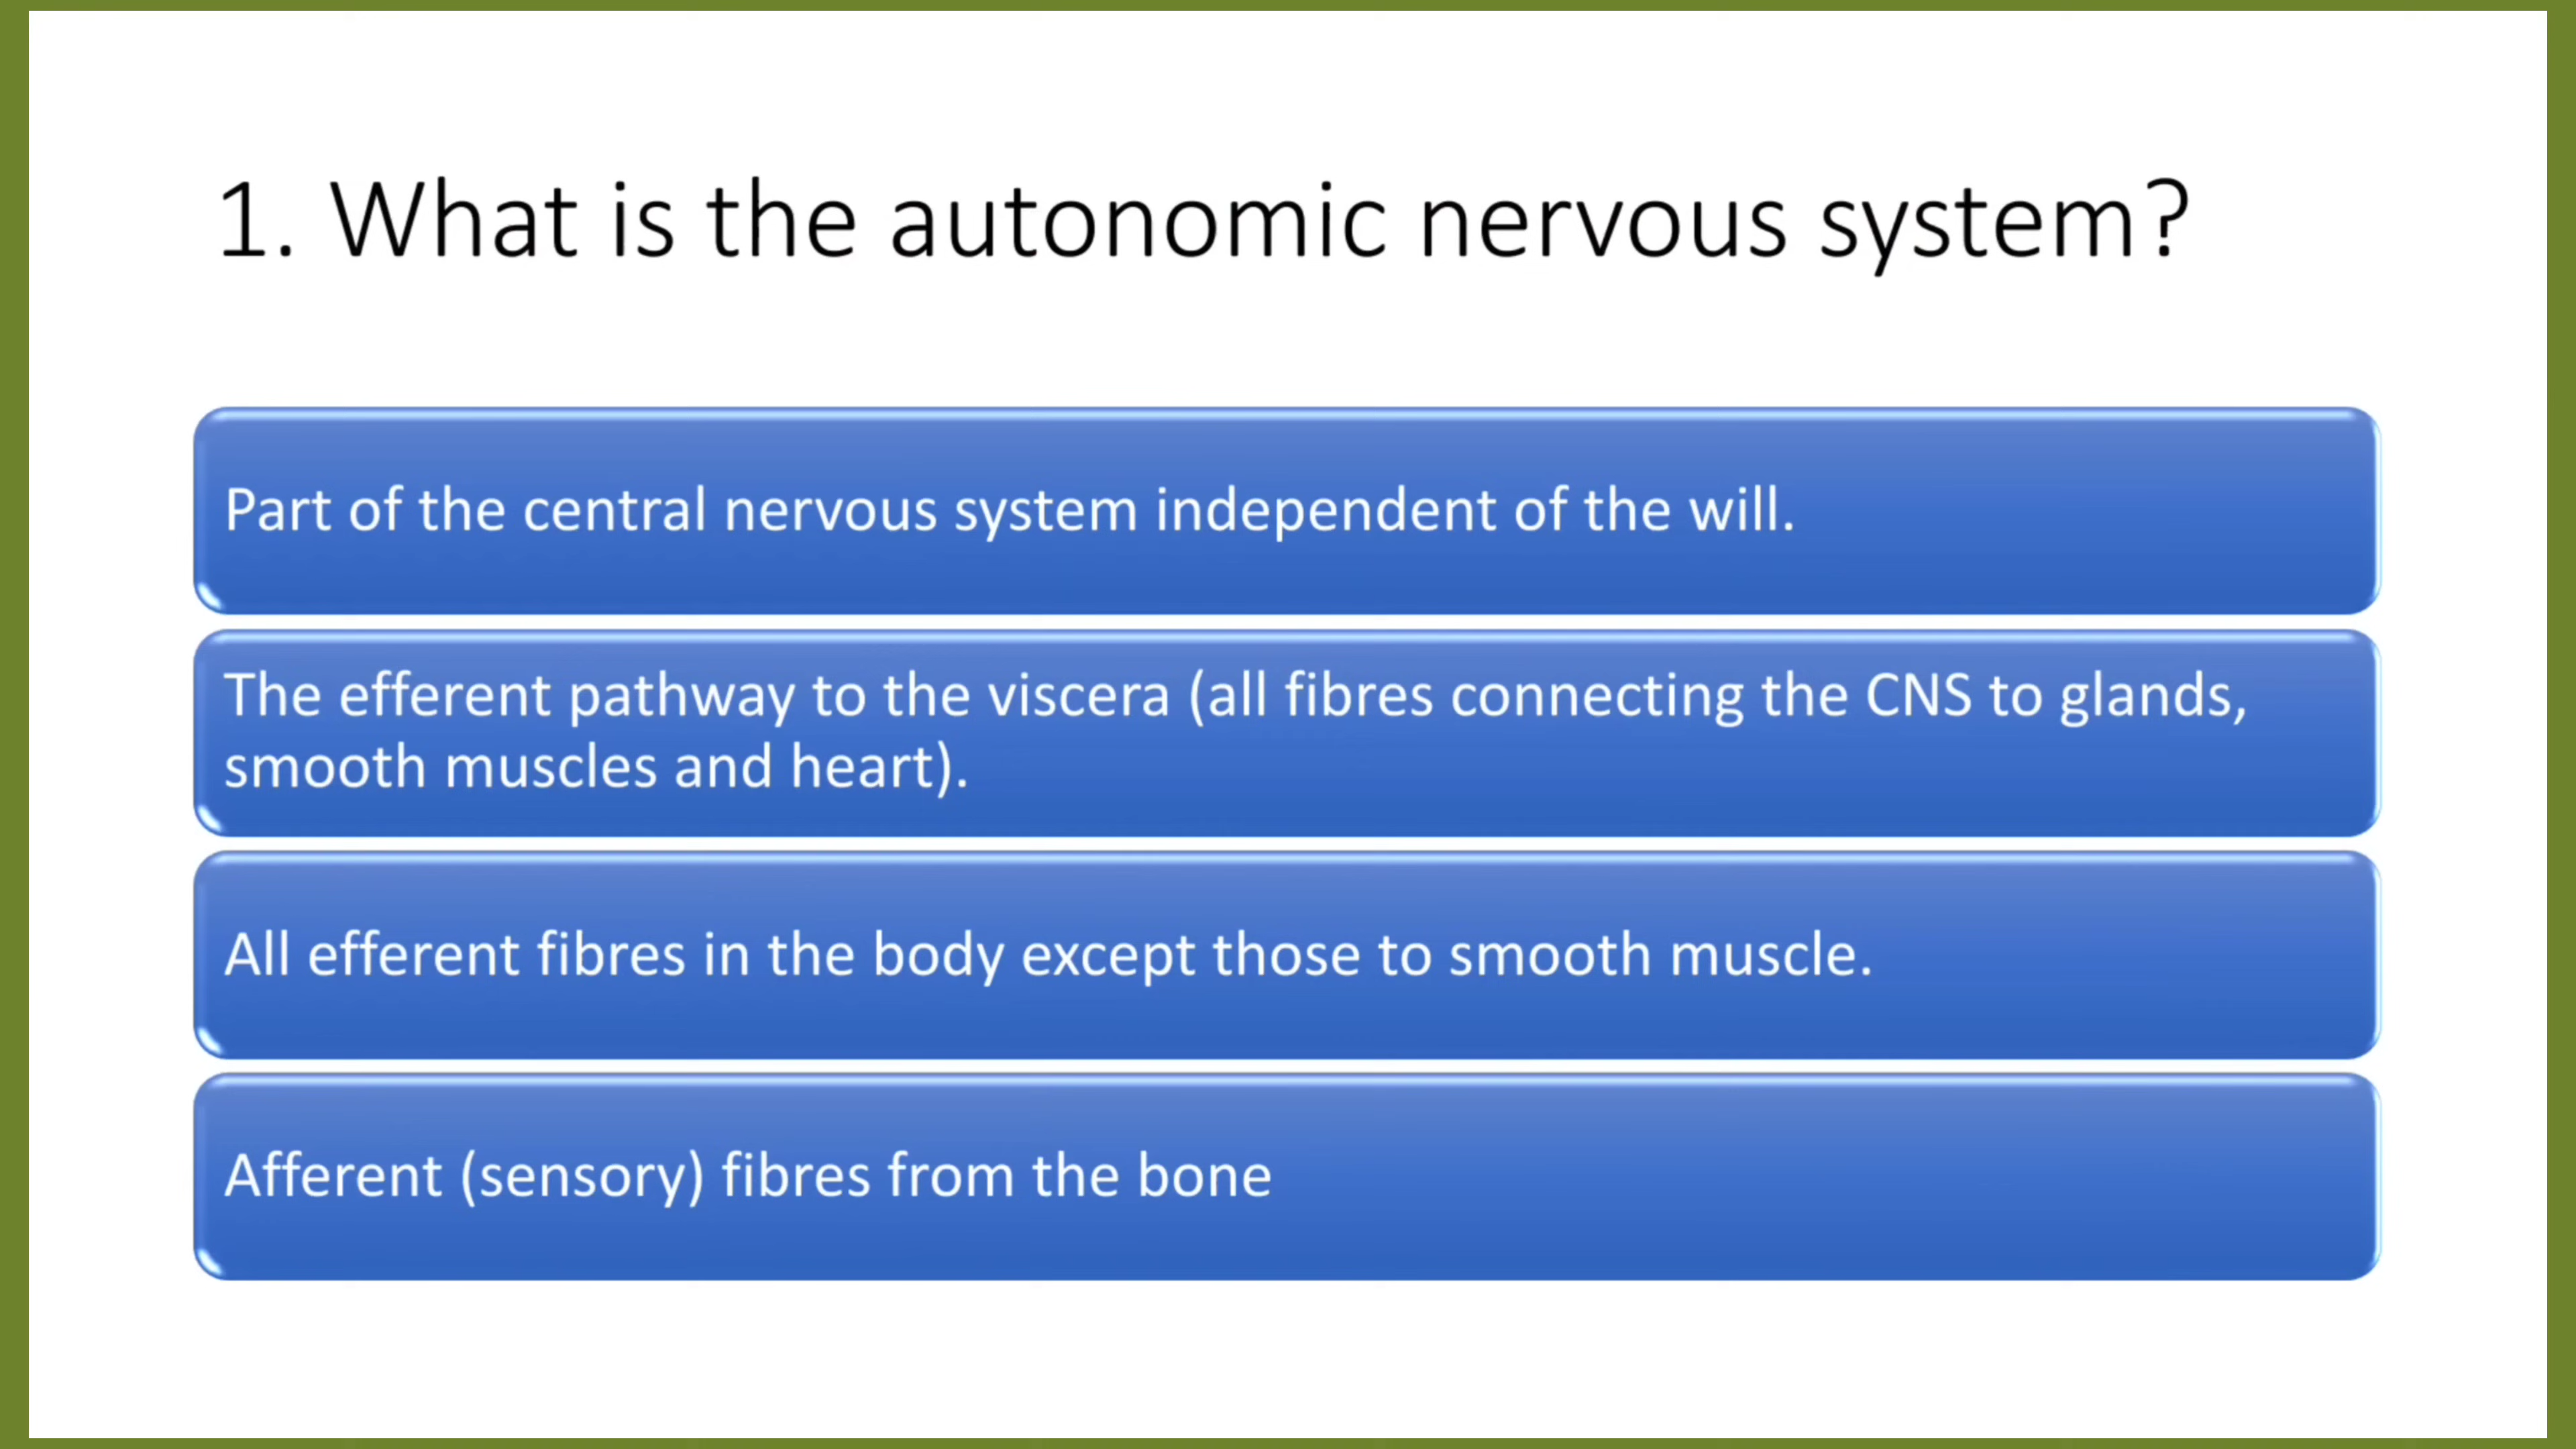 1. What is the autonomic nervous system?
Part of the central nervous system independent of the will.
The efferent pathway to the viscera (all fibres connecting the CNS to glands,
smooth muscles and heart).
All efferent fibres in the body except those to smooth muscle.
Afferent (sensory) fibres from the bone